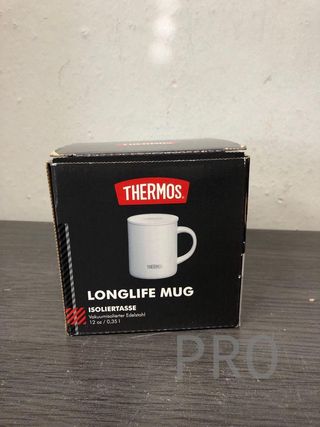 THERMOS
THERMOS
LONGLIFE MUG
ISOLIERTASSE
Vakuumisolierter Edelstahl
12 oz / 0,35 l
PRO